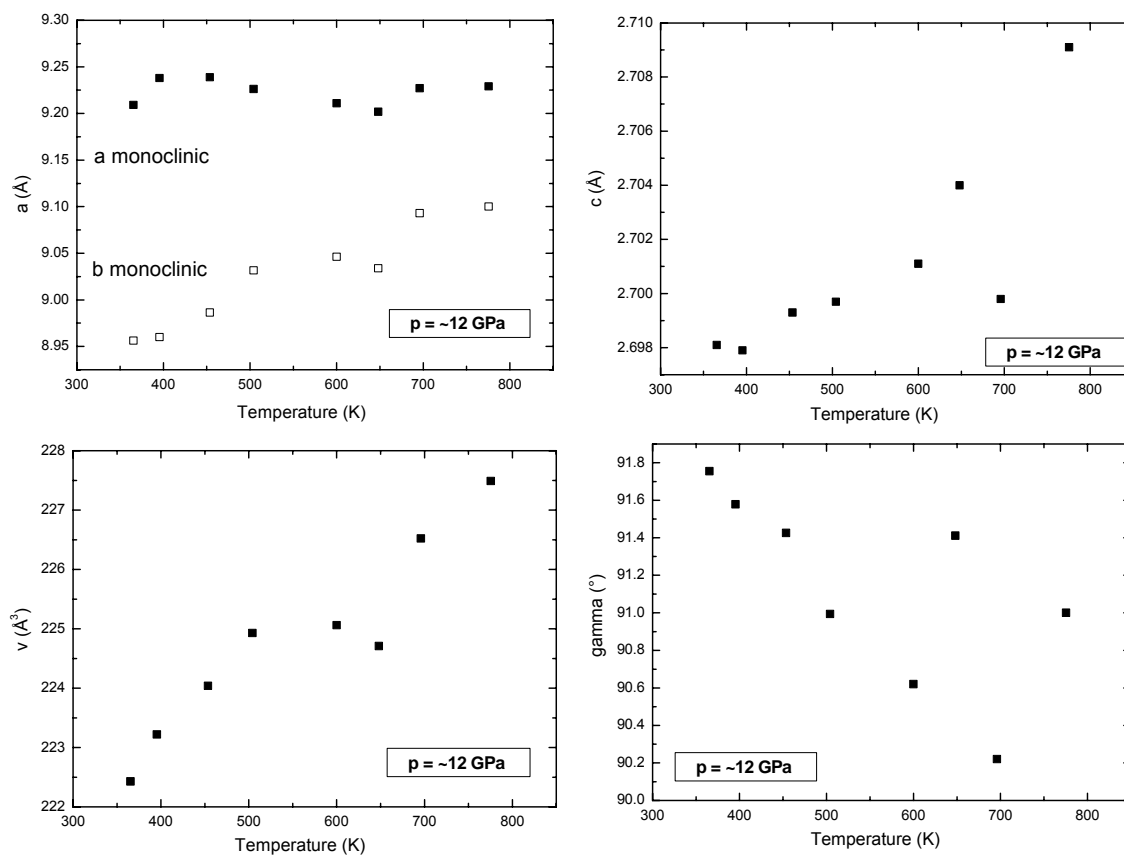 9.30
9.25
9.20
9.15
9.10
9.05
9.00
8.95
a (Å)
a monoclinic
b monoclinic
p = ~12 GPa
300 400 500 600 700 800
Temperature (K)
2.710
2.708
2.706
2.704
2.702
2.700
2.698
c (Å)
p = ~12 GPa
300 400 500 600 700 800
Temperature (K)
228
227
226
225
224
223
222
v (Å³)
p = ~12 GPa
300 400 500 600 700 800
Temperature (K)
91.8
91.6
91.4
91.2
91.0
90.8
90.6
90.4
90.2
90.0
gamma (°)
p = ~12 GPa
300 400 500 600 700 800
Temperature (K)